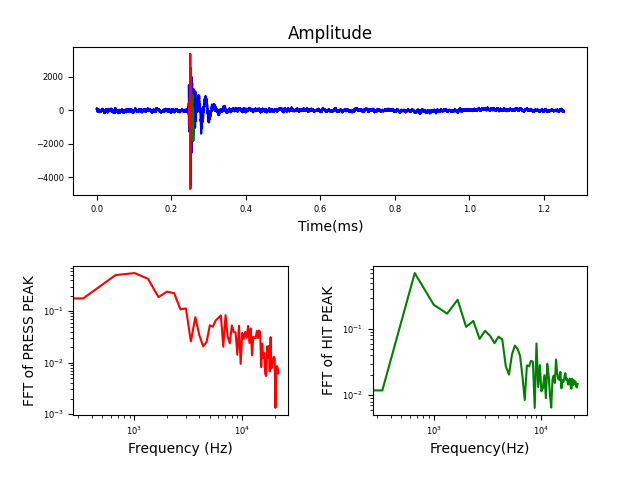 Amplitude
2000
0
−2000
−4000
0.0 0.2 0.4 0.6 0.8 1.0 1.2
Time(ms)
FFT of PRESS PEAK
10⁻¹
10⁻²
10⁻³
10³ 10⁴
Frequency (Hz)
FFT of HIT PEAK
10⁻¹
10⁻²
10³ 10⁴
Frequency(Hz)